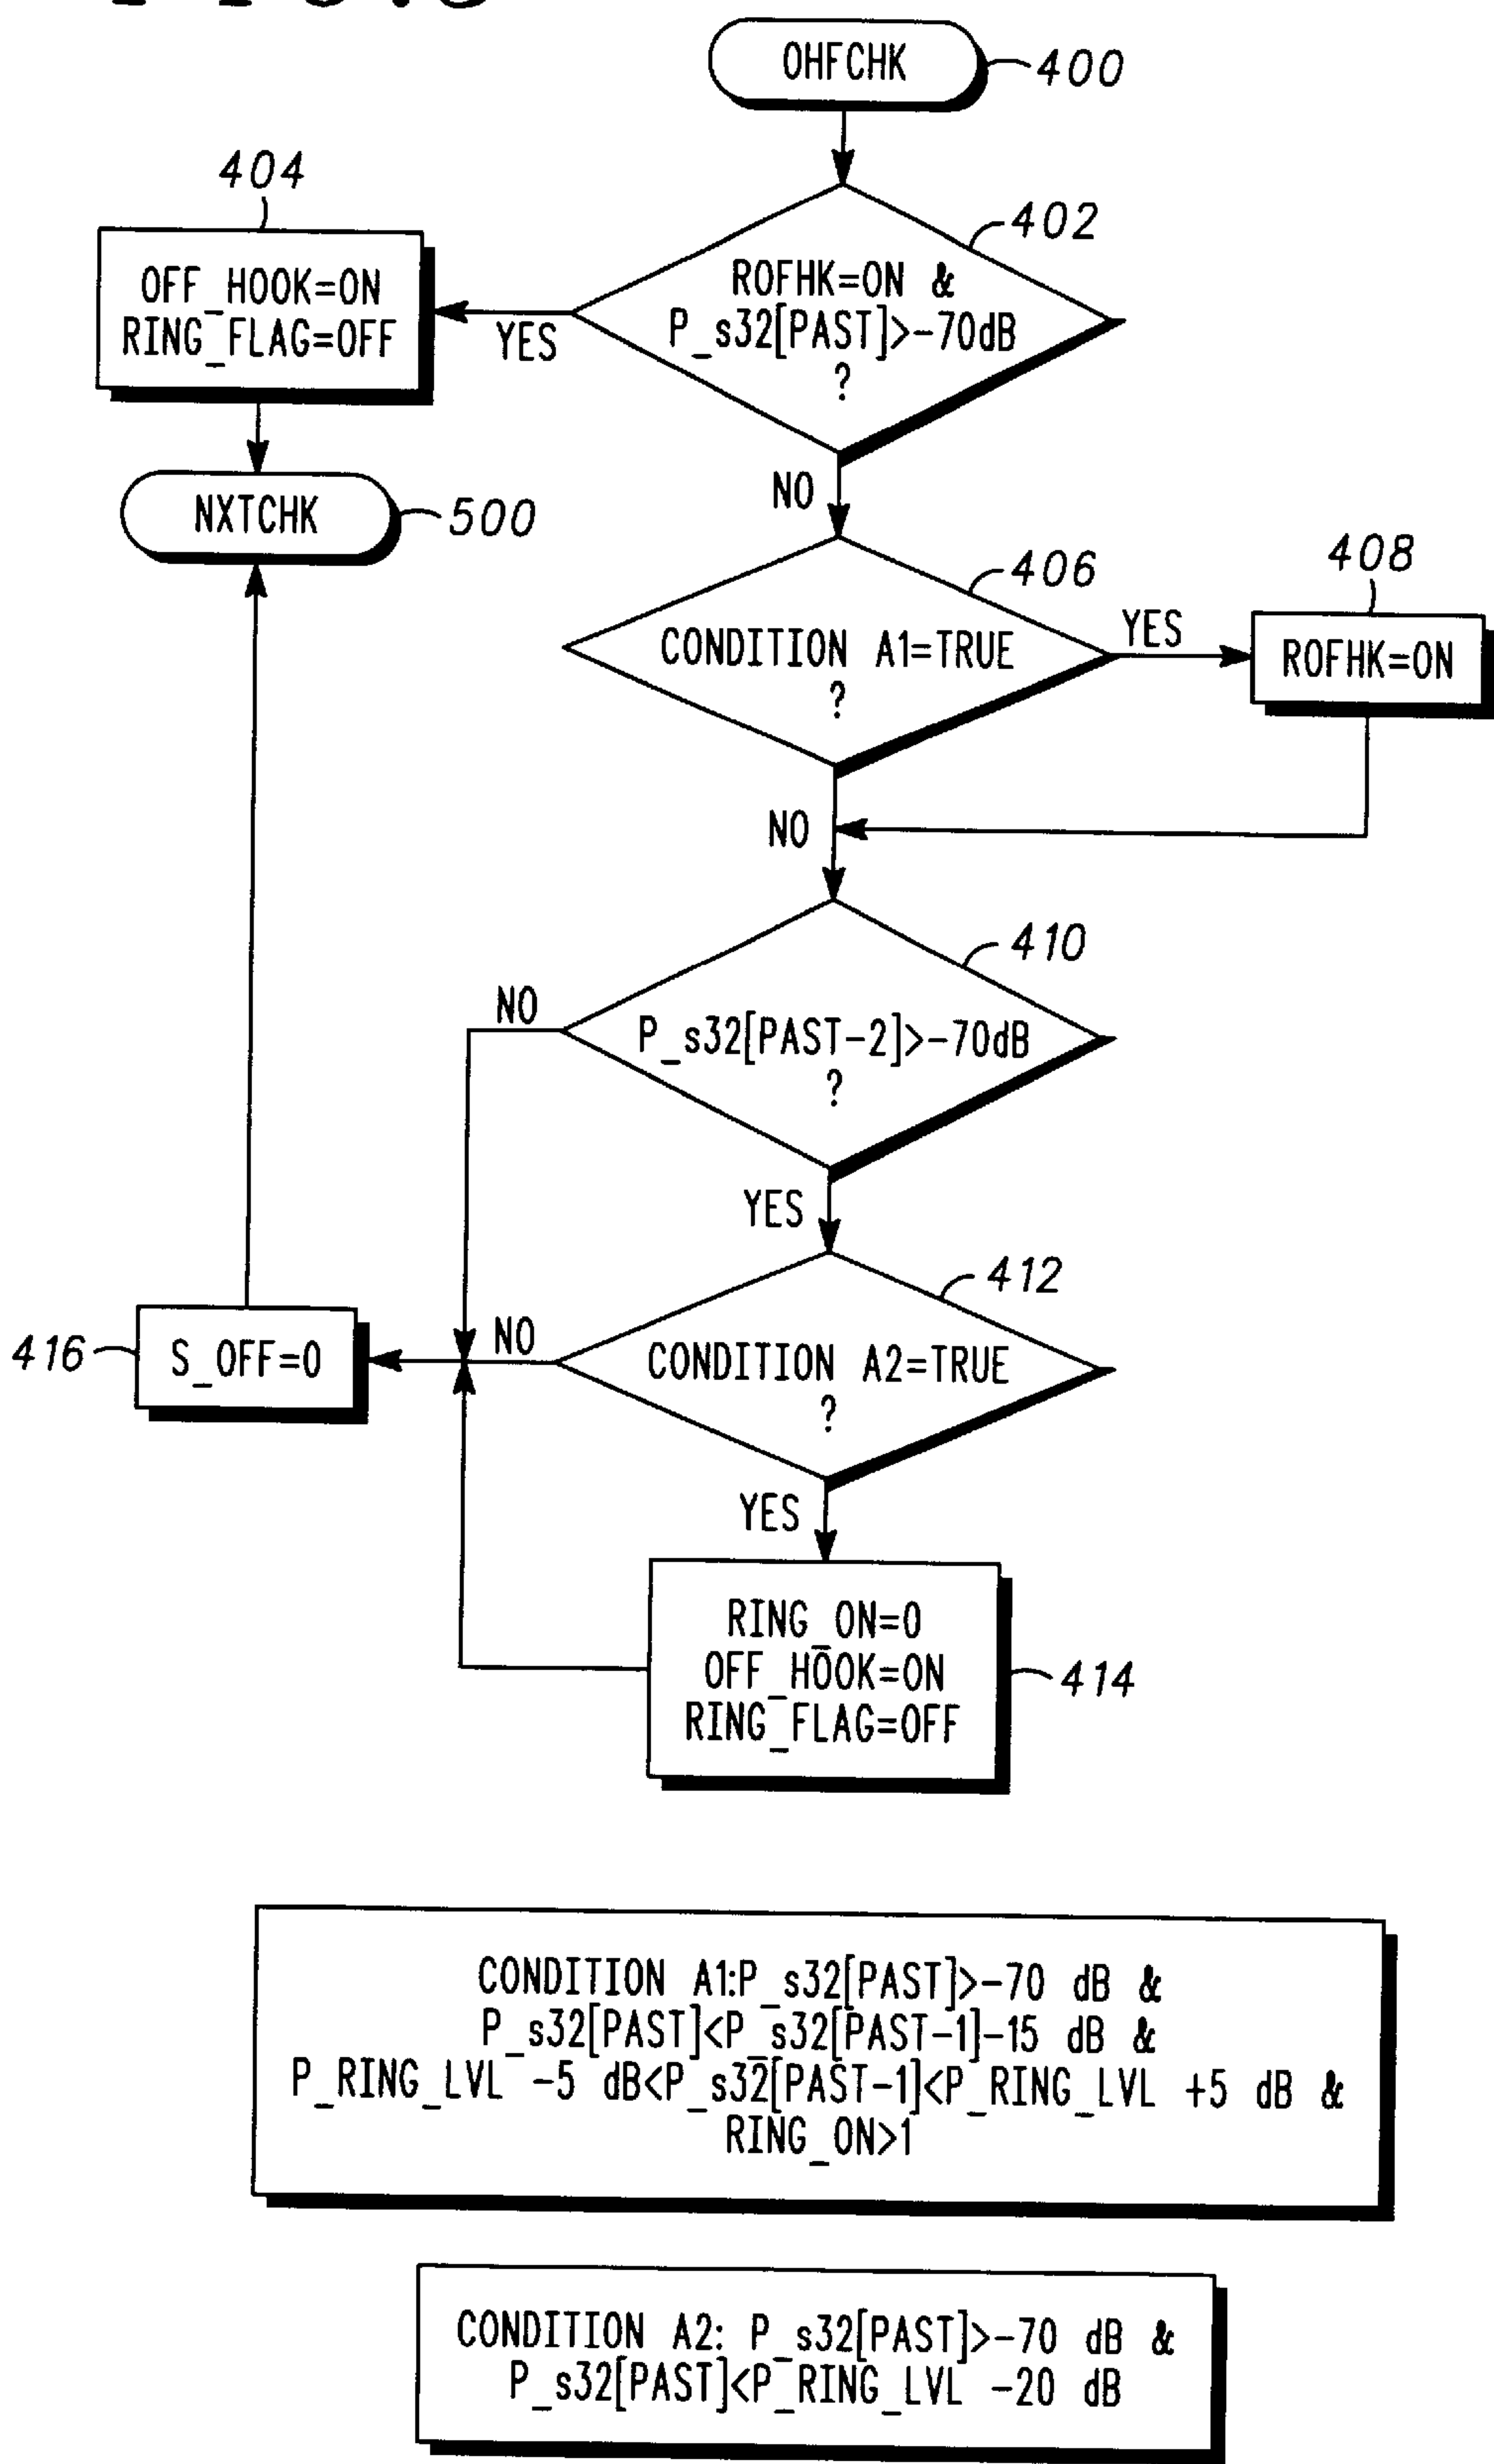 OHFCHK
400
404
402
OFF_HOOK=ON
RING_FLAG=OFF
ROFHK=ON &
P_s32[PAST]>-70dB
?
YES
NO
NXTCHK
500
406
408
CONDITION A1=TRUE
?
YES
ROFHK=ON
NO
410
NO
P_s32[PAST-2]>-70dB
?
YES
412
416
S_OFF=0
NO
CONDITION A2=TRUE
?
YES
RING_ON=0
OFF_HOOK=ON
RING_FLAG=OFF
414
CONDITION A1:P_s32[PAST]>-70 dB &
P_s32[PAST]<P_s32[PAST-1]-15 dB &
P_RING_LVL -5 dB<P_s32[PAST-1]<P_RING_LVL +5 dB &
RING_ON>1
CONDITION A2: P_s32[PAST]>-70 dB &
P_s32[PAST]<P_RING_LVL -20 dB